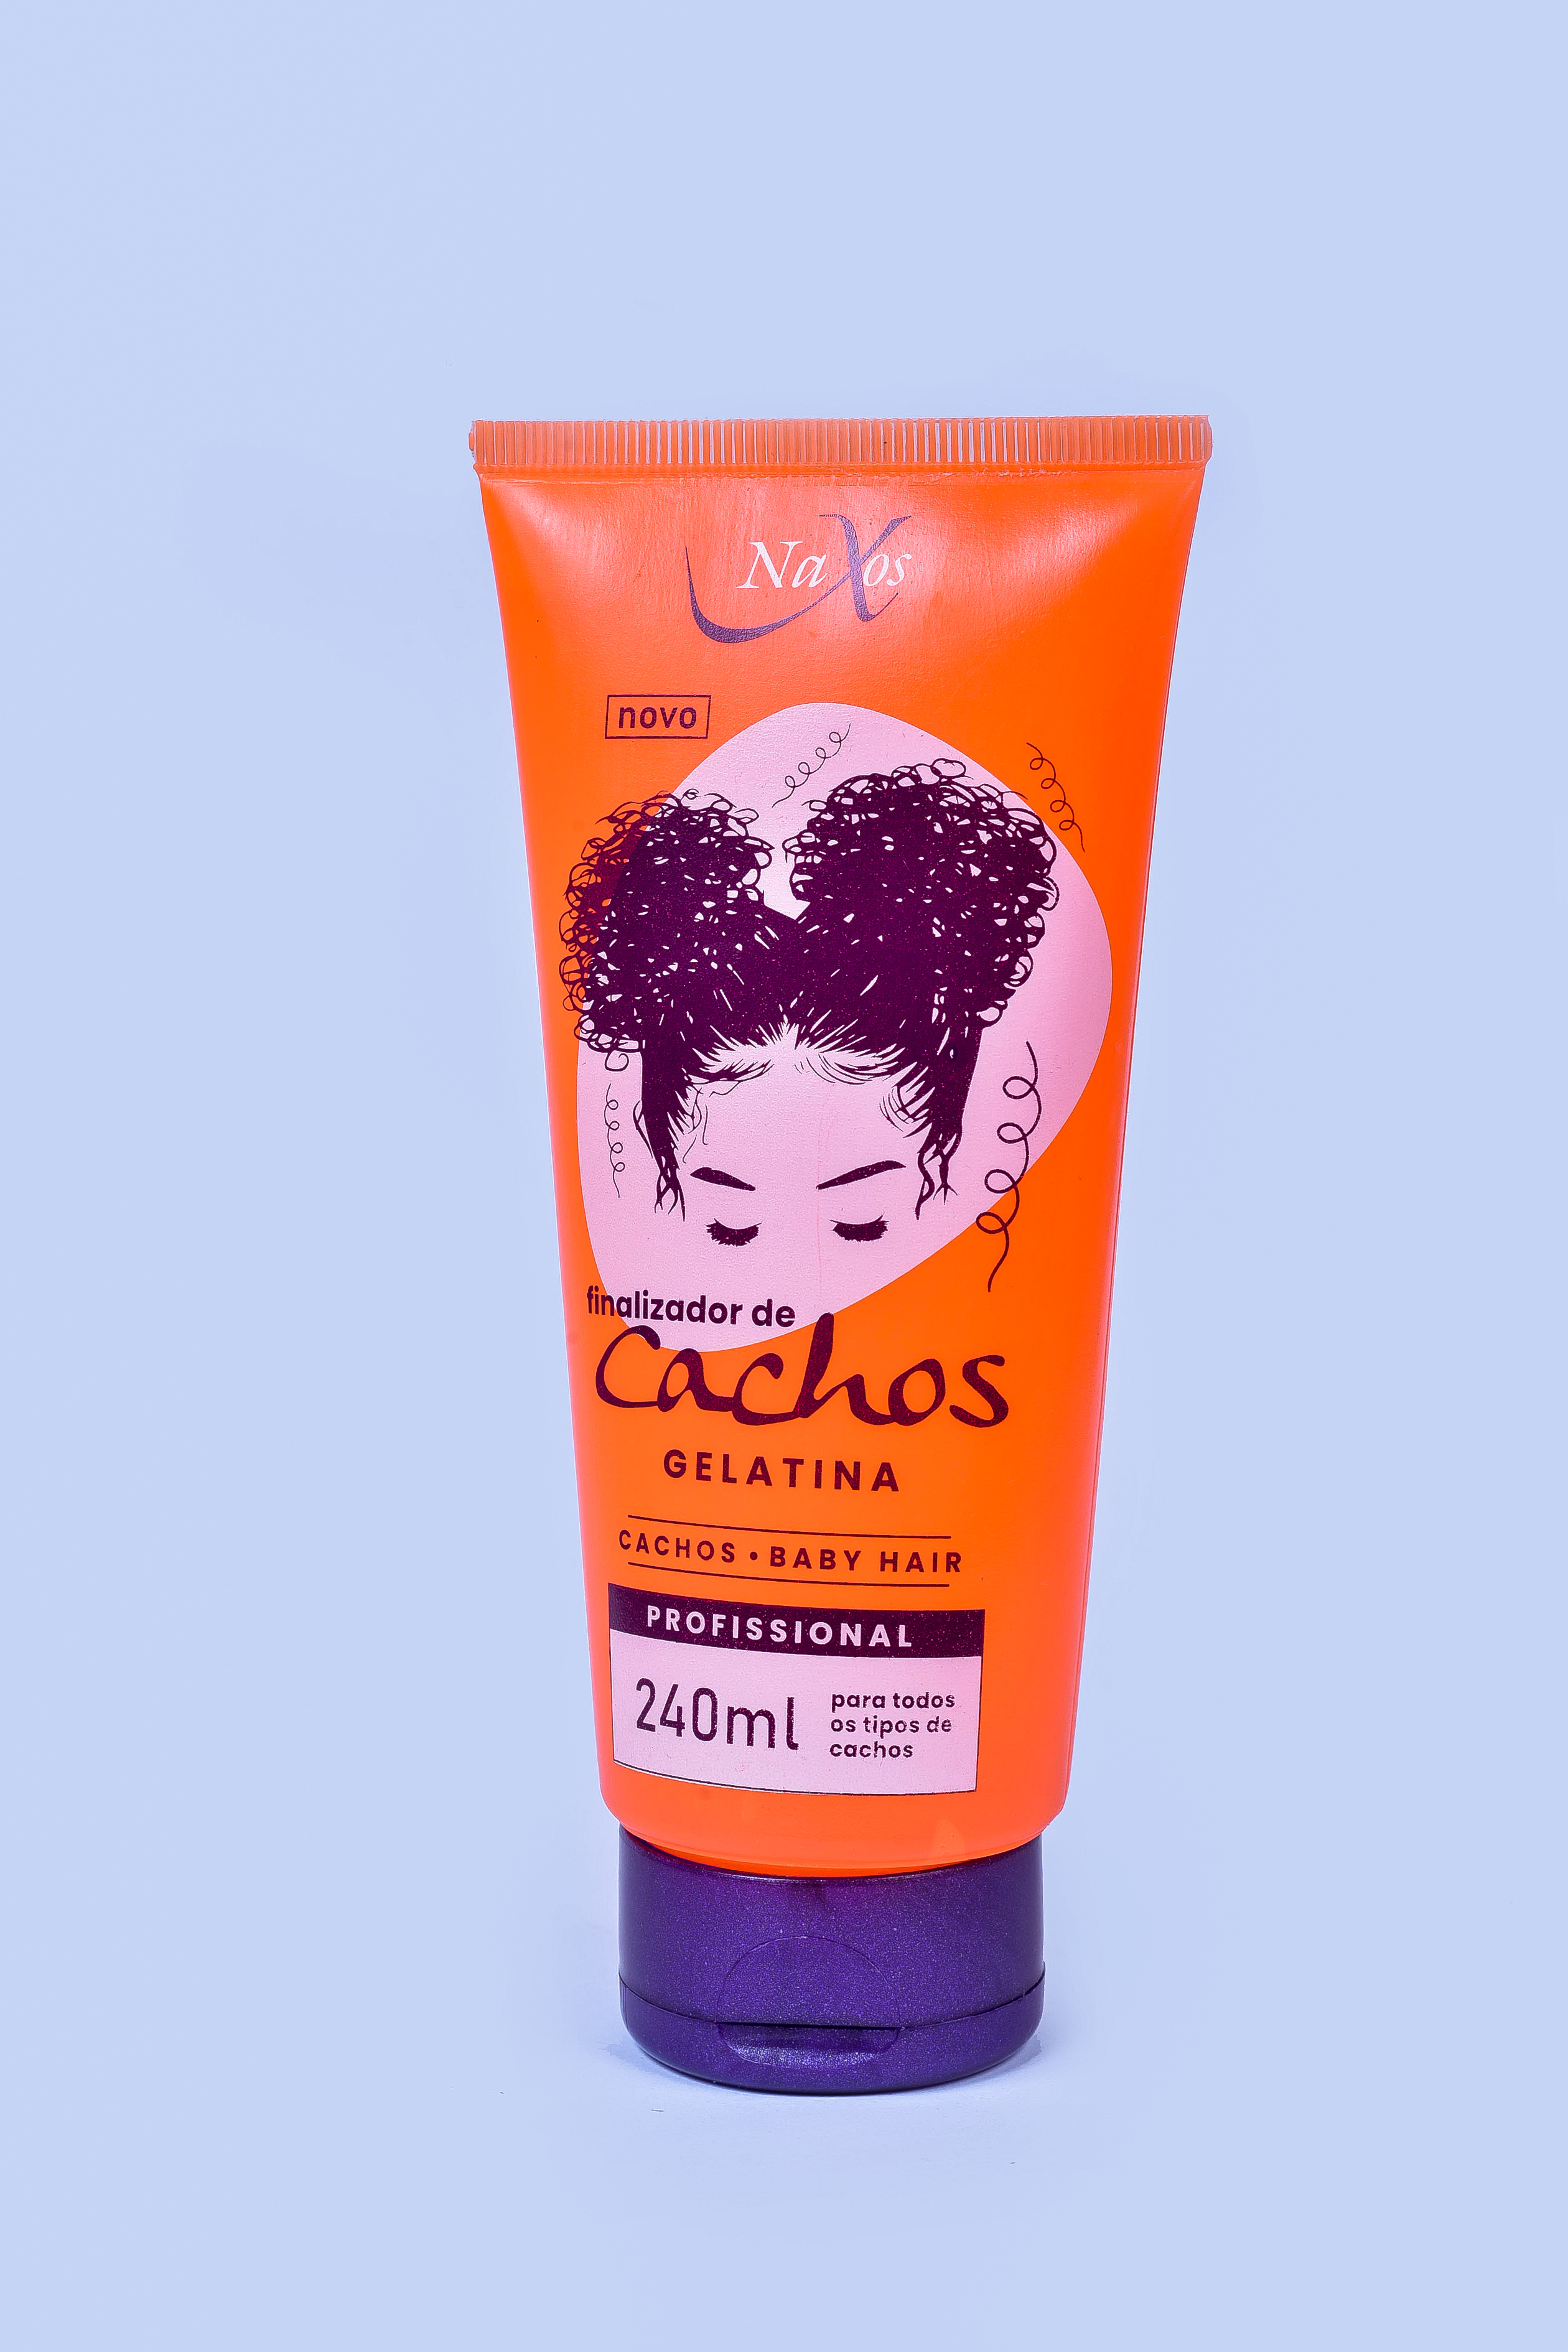 NaXos
novo
finalizador de
Cachos
GELATINA
CACHOS • BABY HAIR
PROFISSIONAL
240ml
para todos
os tipos de
cachos